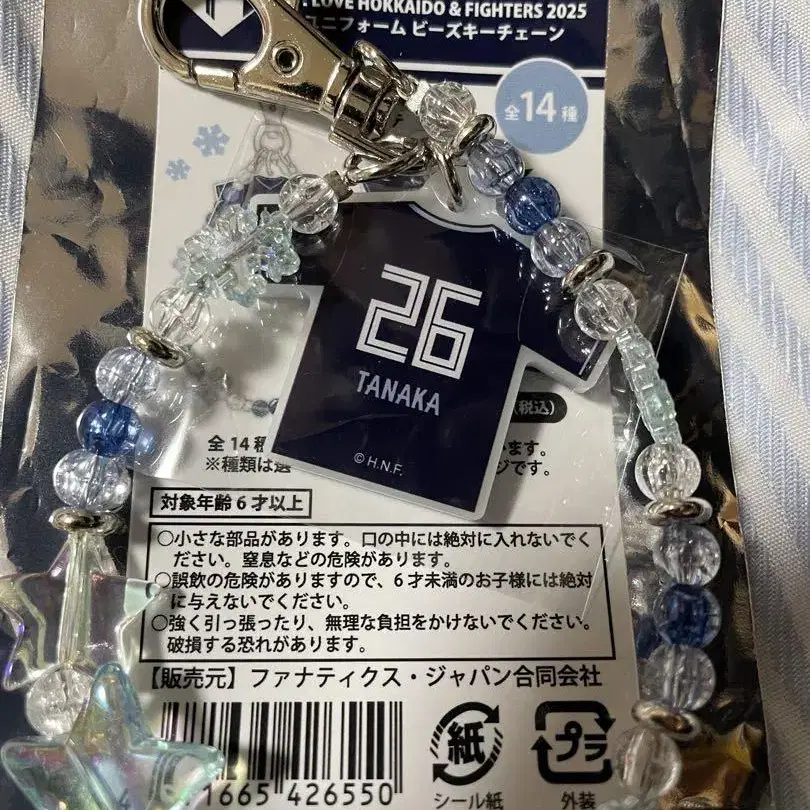 LOVE HOKKAIDO & FIGHTERS 2025
ユニフォーム ビーズキーチェーン
全14種
26
TANAKA
©H.N.F.
(税込)
全14種
※種類は選
います。
ジです。
対象年齢6才以上
○小さな部品があります。口の中には絶対に入れないでく
ださい。窒息などの危険があります。
○誤飲の危険がありますので、6才未満のお子様には絶対
に与えないでください。
○強く引っ張ったり、無理な負担をかけないでください。
破損する恐れがあります。
【販売元】ファナティクス・ジャパン合同会社
紙
シール紙
プラ
外装
1665 426550